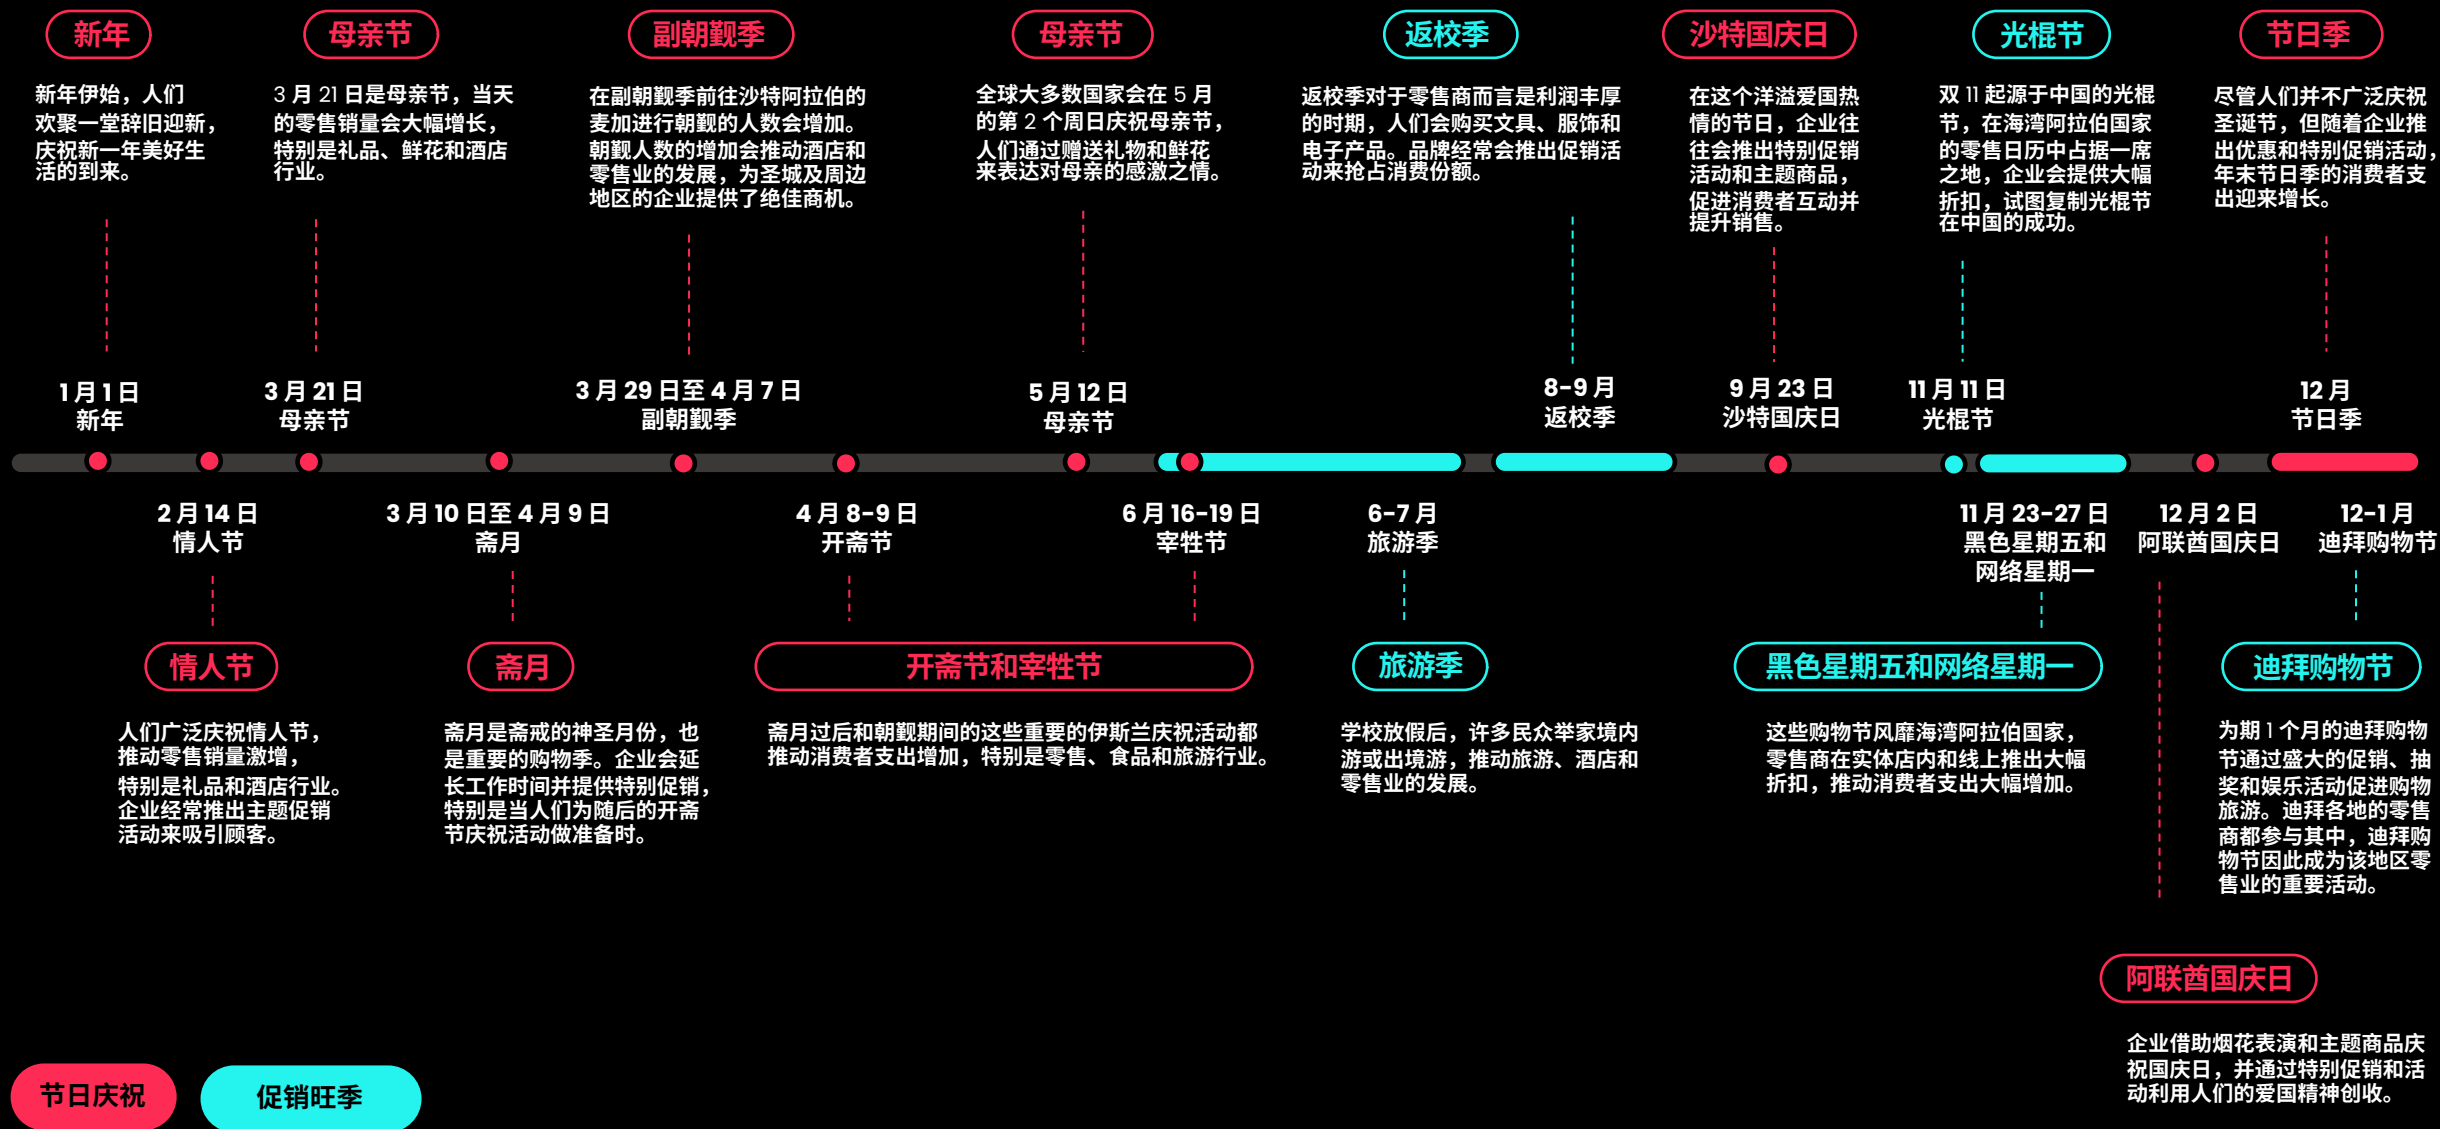 新年
新年伊始，人们
欢聚一堂辞旧迎新，
庆祝新一年美好生
活的到来。
母亲节
3 月 21 日是母亲节，当天
的零售销量会大幅增长，
特别是礼品、鲜花和酒店
行业。
副朝觐季
在副朝觐季前往沙特阿拉伯的
麦加进行朝觐的人数会增加。
朝觐人数的增加会推动酒店和
零售业的发展，为圣城及周边
地区的企业提供了绝佳商机。
母亲节
全球大多数国家会在 5 月
的第 2 个周日庆祝母亲节，
人们通过赠送礼物和鲜花
来表达对母亲的感激之情。
返校季
返校季对于零售商而言是利润丰厚
的时期，人们会购买文具、服饰和
电子产品。品牌经常会推出促销活
动来抢占消费份额。
沙特国庆日
在这个洋溢爱国热
情的节日，企业往
往会推出特别促销
活动和主题商品，
促进消费者互动并
提升销售。
光棍节
双 11 起源于中国的光棍
节，在海湾阿拉伯国家
的零售日历中占据一席
之地，企业会提供大幅
折扣，试图复制光棍节
在中国的成功。
节日季
尽管人们并不广泛庆祝
圣诞节，但随着企业推
出优惠和特别促销活动，
年末节日季的消费者支
出迎来增长。
1 月 1 日
新年
3 月 21 日
母亲节
3 月 29 日至 4 月 7 日
副朝觐季
5 月 12 日
母亲节
8-9 月
返校季
9 月 23 日
沙特国庆日
11 月 11 日
光棍节
12 月
节日季
2 月 14 日
情人节
3 月 10 日至 4 月 9 日
斋月
4 月 8-9 日
开斋节
6 月 16-19 日
宰牲节
6-7 月
旅游季
11 月 23-27 日
黑色星期五和
网络星期一
12 月 2 日
阿联酋国庆日
12-1 月
迪拜购物节
情人节
人们广泛庆祝情人节，
推动零售销量激增，
特别是礼品和酒店行业。
企业经常推出主题促销
活动来吸引顾客。
斋月
斋月是斋戒的神圣月份，也
是重要的购物季。企业会延
长工作时间并提供特别促销，
特别是当人们为随后的开斋
节庆祝活动做准备时。
开斋节和宰牲节
斋月过后和朝觐期间的这些重要的伊斯兰庆祝活动都
推动消费者支出增加，特别是零售、食品和旅游行业。
旅游季
学校放假后，许多民众举家境内
游或出境游，推动旅游、酒店和
零售业的发展。
黑色星期五和网络星期一
这些购物节风靡海湾阿拉伯国家，
零售商在实体店内和线上推出大幅
折扣，推动消费者支出大幅增加。
迪拜购物节
为期 1 个月的迪拜购物
节通过盛大的促销、抽
奖和娱乐活动促进购物
旅游。迪拜各地的零售
商都参与其中，迪拜购
物节因此成为该地区零
售业的重要活动。
阿联酋国庆日
企业借助烟花表演和主题商品庆
祝国庆日，并通过特别促销和活
动利用人们的爱国精神创收。
节日庆祝
促销旺季